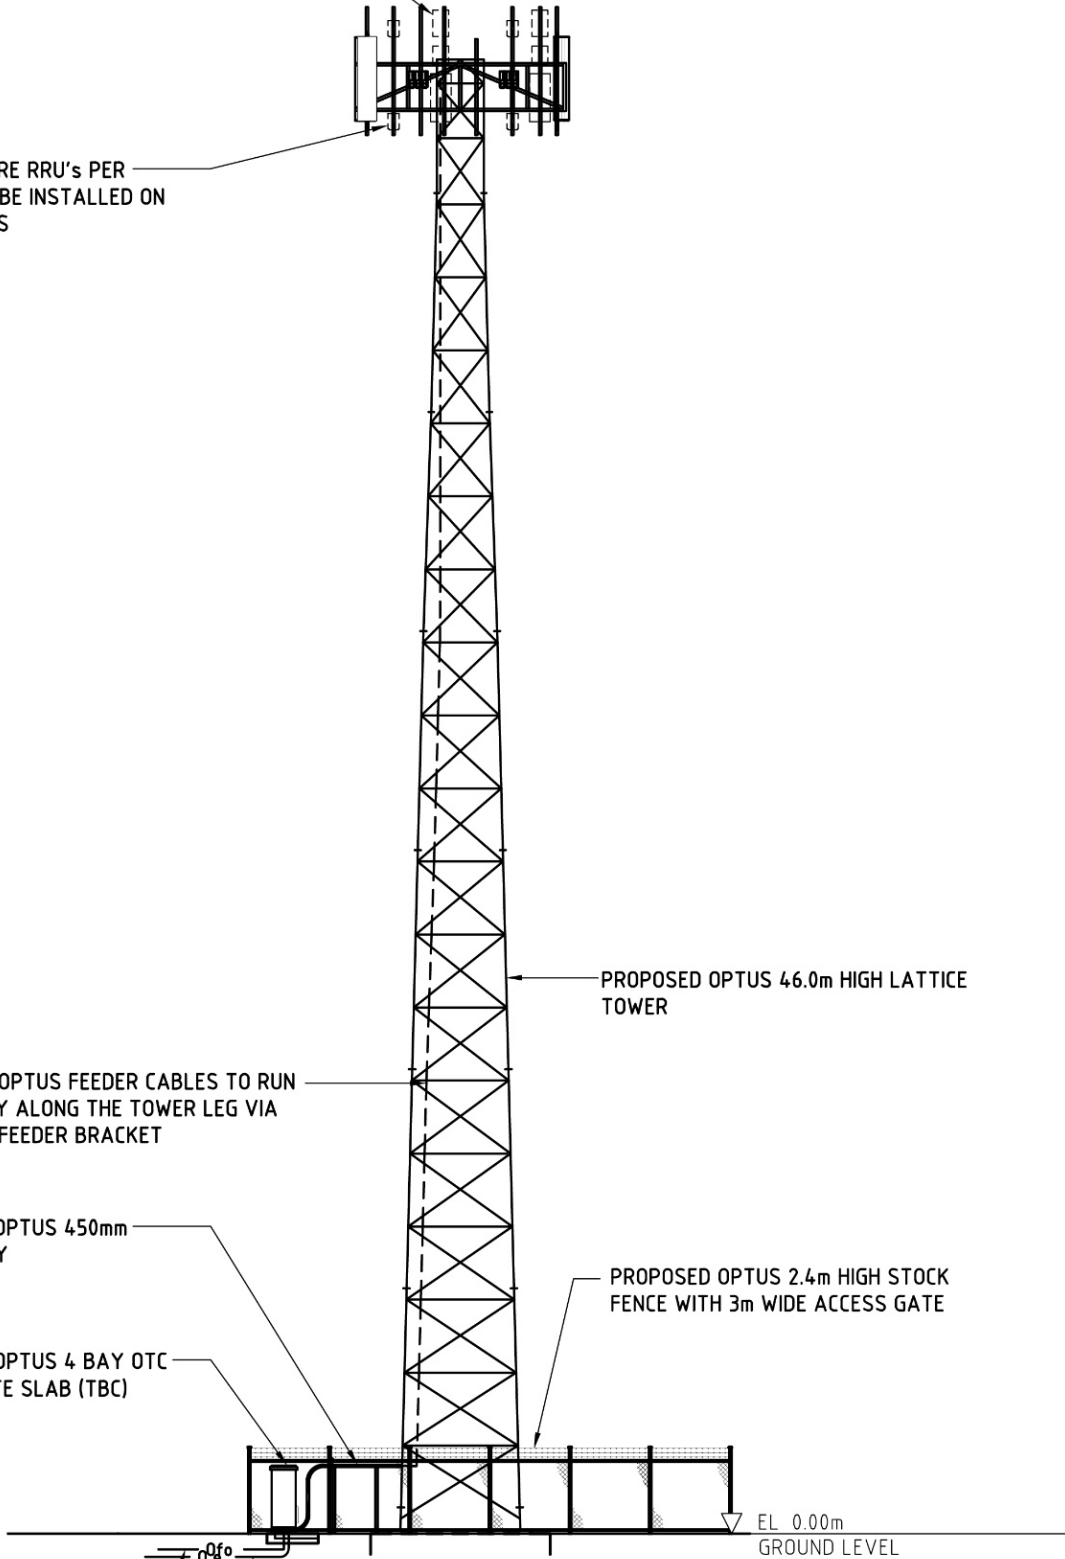 RE RRU's PER
BE INSTALLED ON
S
PROPOSED OPTUS 46.0m HIGH LATTICE
TOWER
OPTUS FEEDER CABLES TO RUN
Y ALONG THE TOWER LEG VIA
FEEDER BRACKET
OPTUS 450mm
Y
PROPOSED OPTUS 2.4m HIGH STOCK
FENCE WITH 3m WIDE ACCESS GATE
OPTUS 4 BAY OTC
TE SLAB (TBC)
EL 0.00m
GROUND LEVEL
Ofo